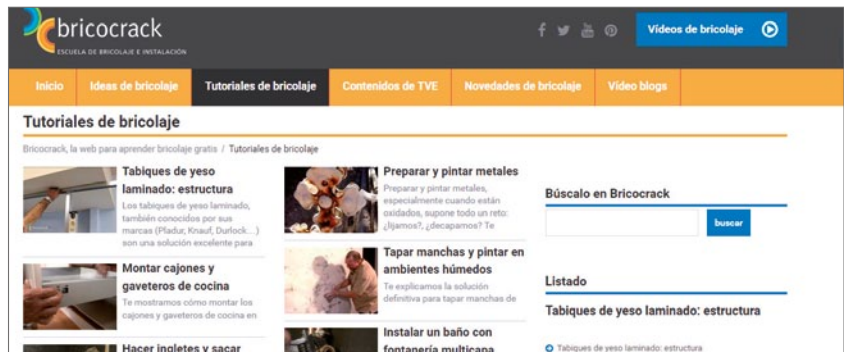 bricocrack
ESCUELA DE BRICOLAJE E INSTALACIÓN
Vídeos de bricolaje
Inicio
Ideas de bricolaje
Tutoriales de bricolaje
Contenidos de TVE
Novedades de bricolaje
Vídeo blogs
Tutoriales de bricolaje
Bricocrack, la web para aprender bricolaje gratis / Tutoriales de bricolaje
Tabiques de yeso
laminado: estructura
Los tabiques de yeso laminado,
también conocidos por sus
marcas (Pladur, Knauf, Durlock...)
son una solución excelente para
Montar cajones y
gaveteros de cocina
Te mostramos cómo montar los
cajones y gaveteros de cocina en
Hacer ingletes y sacar
Preparar y pintar metales
Preparar y pintar metales,
especialmente cuando están
oxidados, supone todo un reto:
¿lijamos?, ¿decapamos? Te
Tapar manchas y pintar en
ambientes húmedos
Te explicamos la solución
definitiva para tapar manchas de
Instalar un baño con
fontanería multicapa
Búscalo en Bricocrack
buscar
Listado
Tabiques de yeso laminado: estructura
Tabiques de yeso laminado: estructura